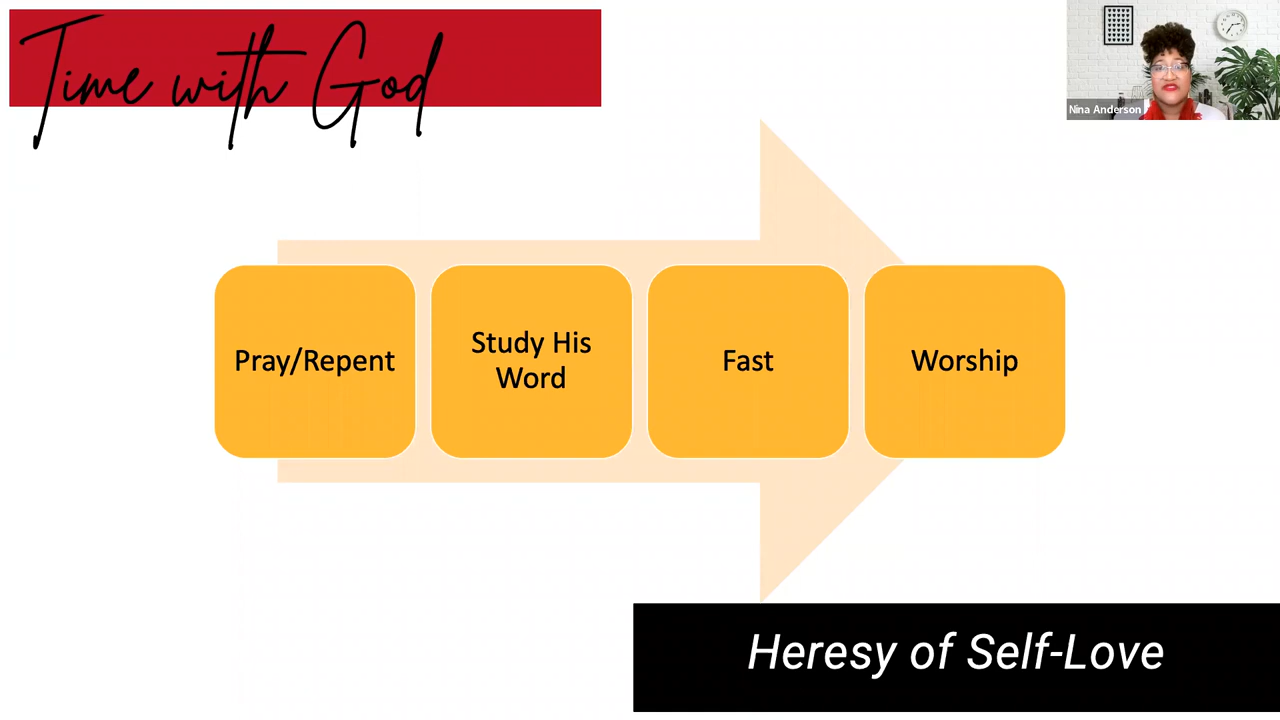 Time with God
Nina Anderson
Pray/Repent
Study His
Word
Fast
Worship
Heresy of Self-Love